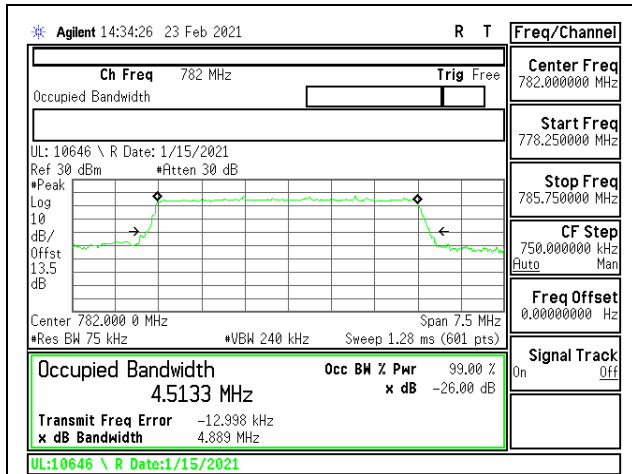 Agilent 14:34:26 23 Feb 2021 R T Freq/Channel
Ch Freq 782 MHz Trig Free
Occupied Bandwidth
Center Freq
782.000000 MHz
Start Freq
778.250000 MHz
UL: 10646 \ R Date: 1/15/2021
Ref 30 dBm #Atten 30 dB
#Peak
Log
10
dB/
Offst
13.5
dB
Stop Freq
785.750000 MHz
CF Step
750.000000 kHz
Auto Man
Freq Offset
0.00000000 Hz
Center 782.000 0 MHz Span 7.5 MHz
#Res BW 75 kHz #VBW 240 kHz Sweep 1.28 ms (601 pts)
Signal Track
On Off
Occupied Bandwidth Occ BW % Pwr 99.00 %
4.5133 MHz x dB -26.00 dB
Transmit Freq Error -12.998 kHz
x dB Bandwidth 4.889 MHz
UL:10646 \ R Date:1/15/2021